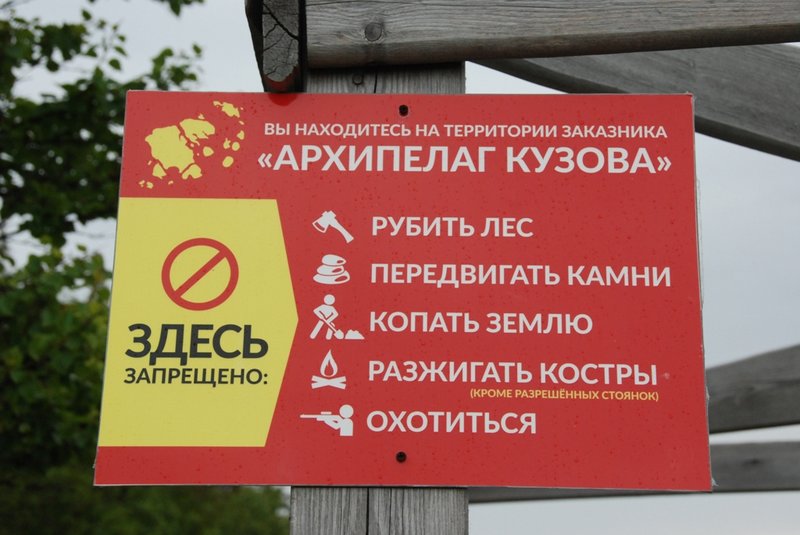 ВЫ НАХОДИТЕСЬ НА ТЕРРИТОРИИ ЗАКАЗНИКА
«АРХИПЕЛАГ КУЗОВА»
ЗДЕСЬ
ЗАПРЕЩЕНО:
РУБИТЬ ЛЕС
ПЕРЕДВИГАТЬ КАМНИ
КОПАТЬ ЗЕМЛЮ
РАЗЖИГАТЬ КОСТРЫ
(КРОМЕ РАЗРЕШЁННЫХ СТОЯНОК)
ОХОТИТЬСЯ